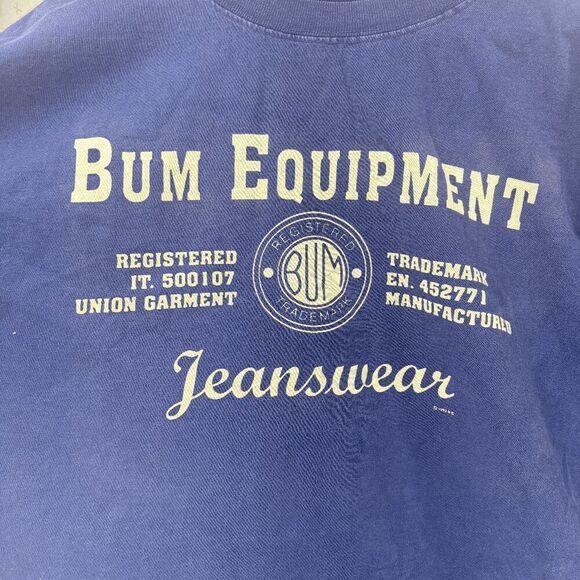 BUM EQUIPMENT
REGISTERED
IT. 500107
UNION GARMENT
REGISTERED
BUM
TRADEMARK
TRADEMARK
EN. 452771
MANUFACTURED
Jeanswear